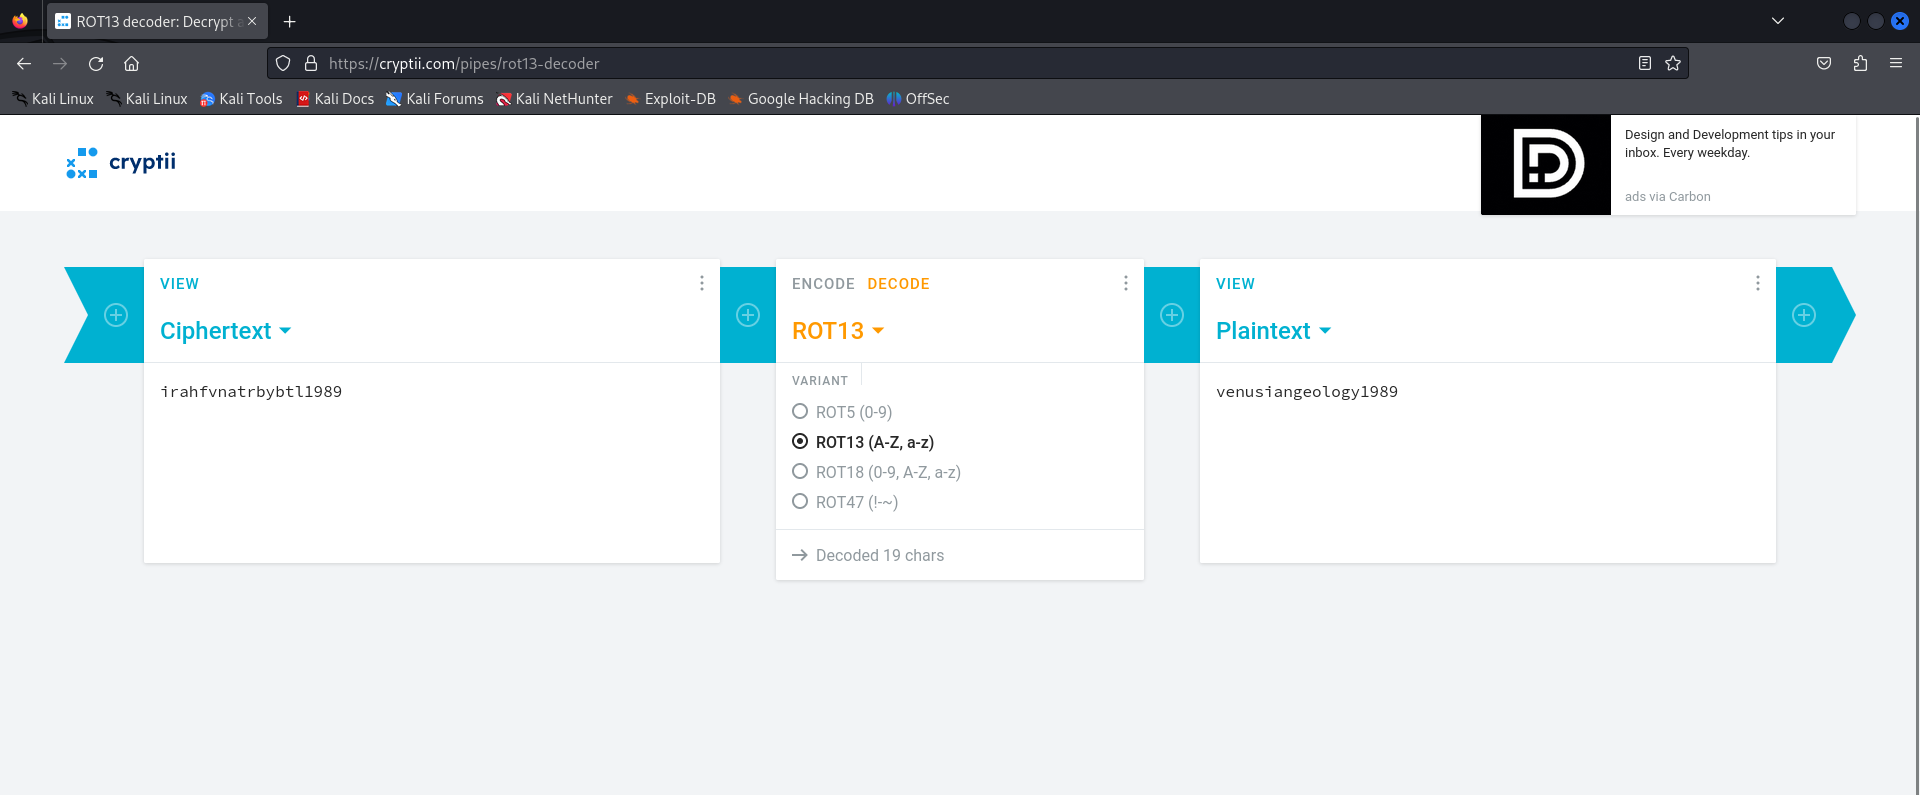 ROT13 decoder: Decrypt a
https://cryptii.com/pipes/rot13-decoder
Kali Linux Kali Linux Kali Tools Kali Docs Kali Forums Kali NetHunter Exploit-DB Google Hacking DB OffSec
cryptii
Design and Development tips in your
inbox. Every weekday.
ads via Carbon
VIEW
Ciphertext
irahfvnatrbybtl1989
ENCODE DECODE
ROT13
VARIANT
ROT5 (0-9)
ROT13 (A-Z, a-z)
ROT18 (0-9, A-Z, a-z)
ROT47 (!-~)
Decoded 19 chars
VIEW
Plaintext
venusiangeology1989